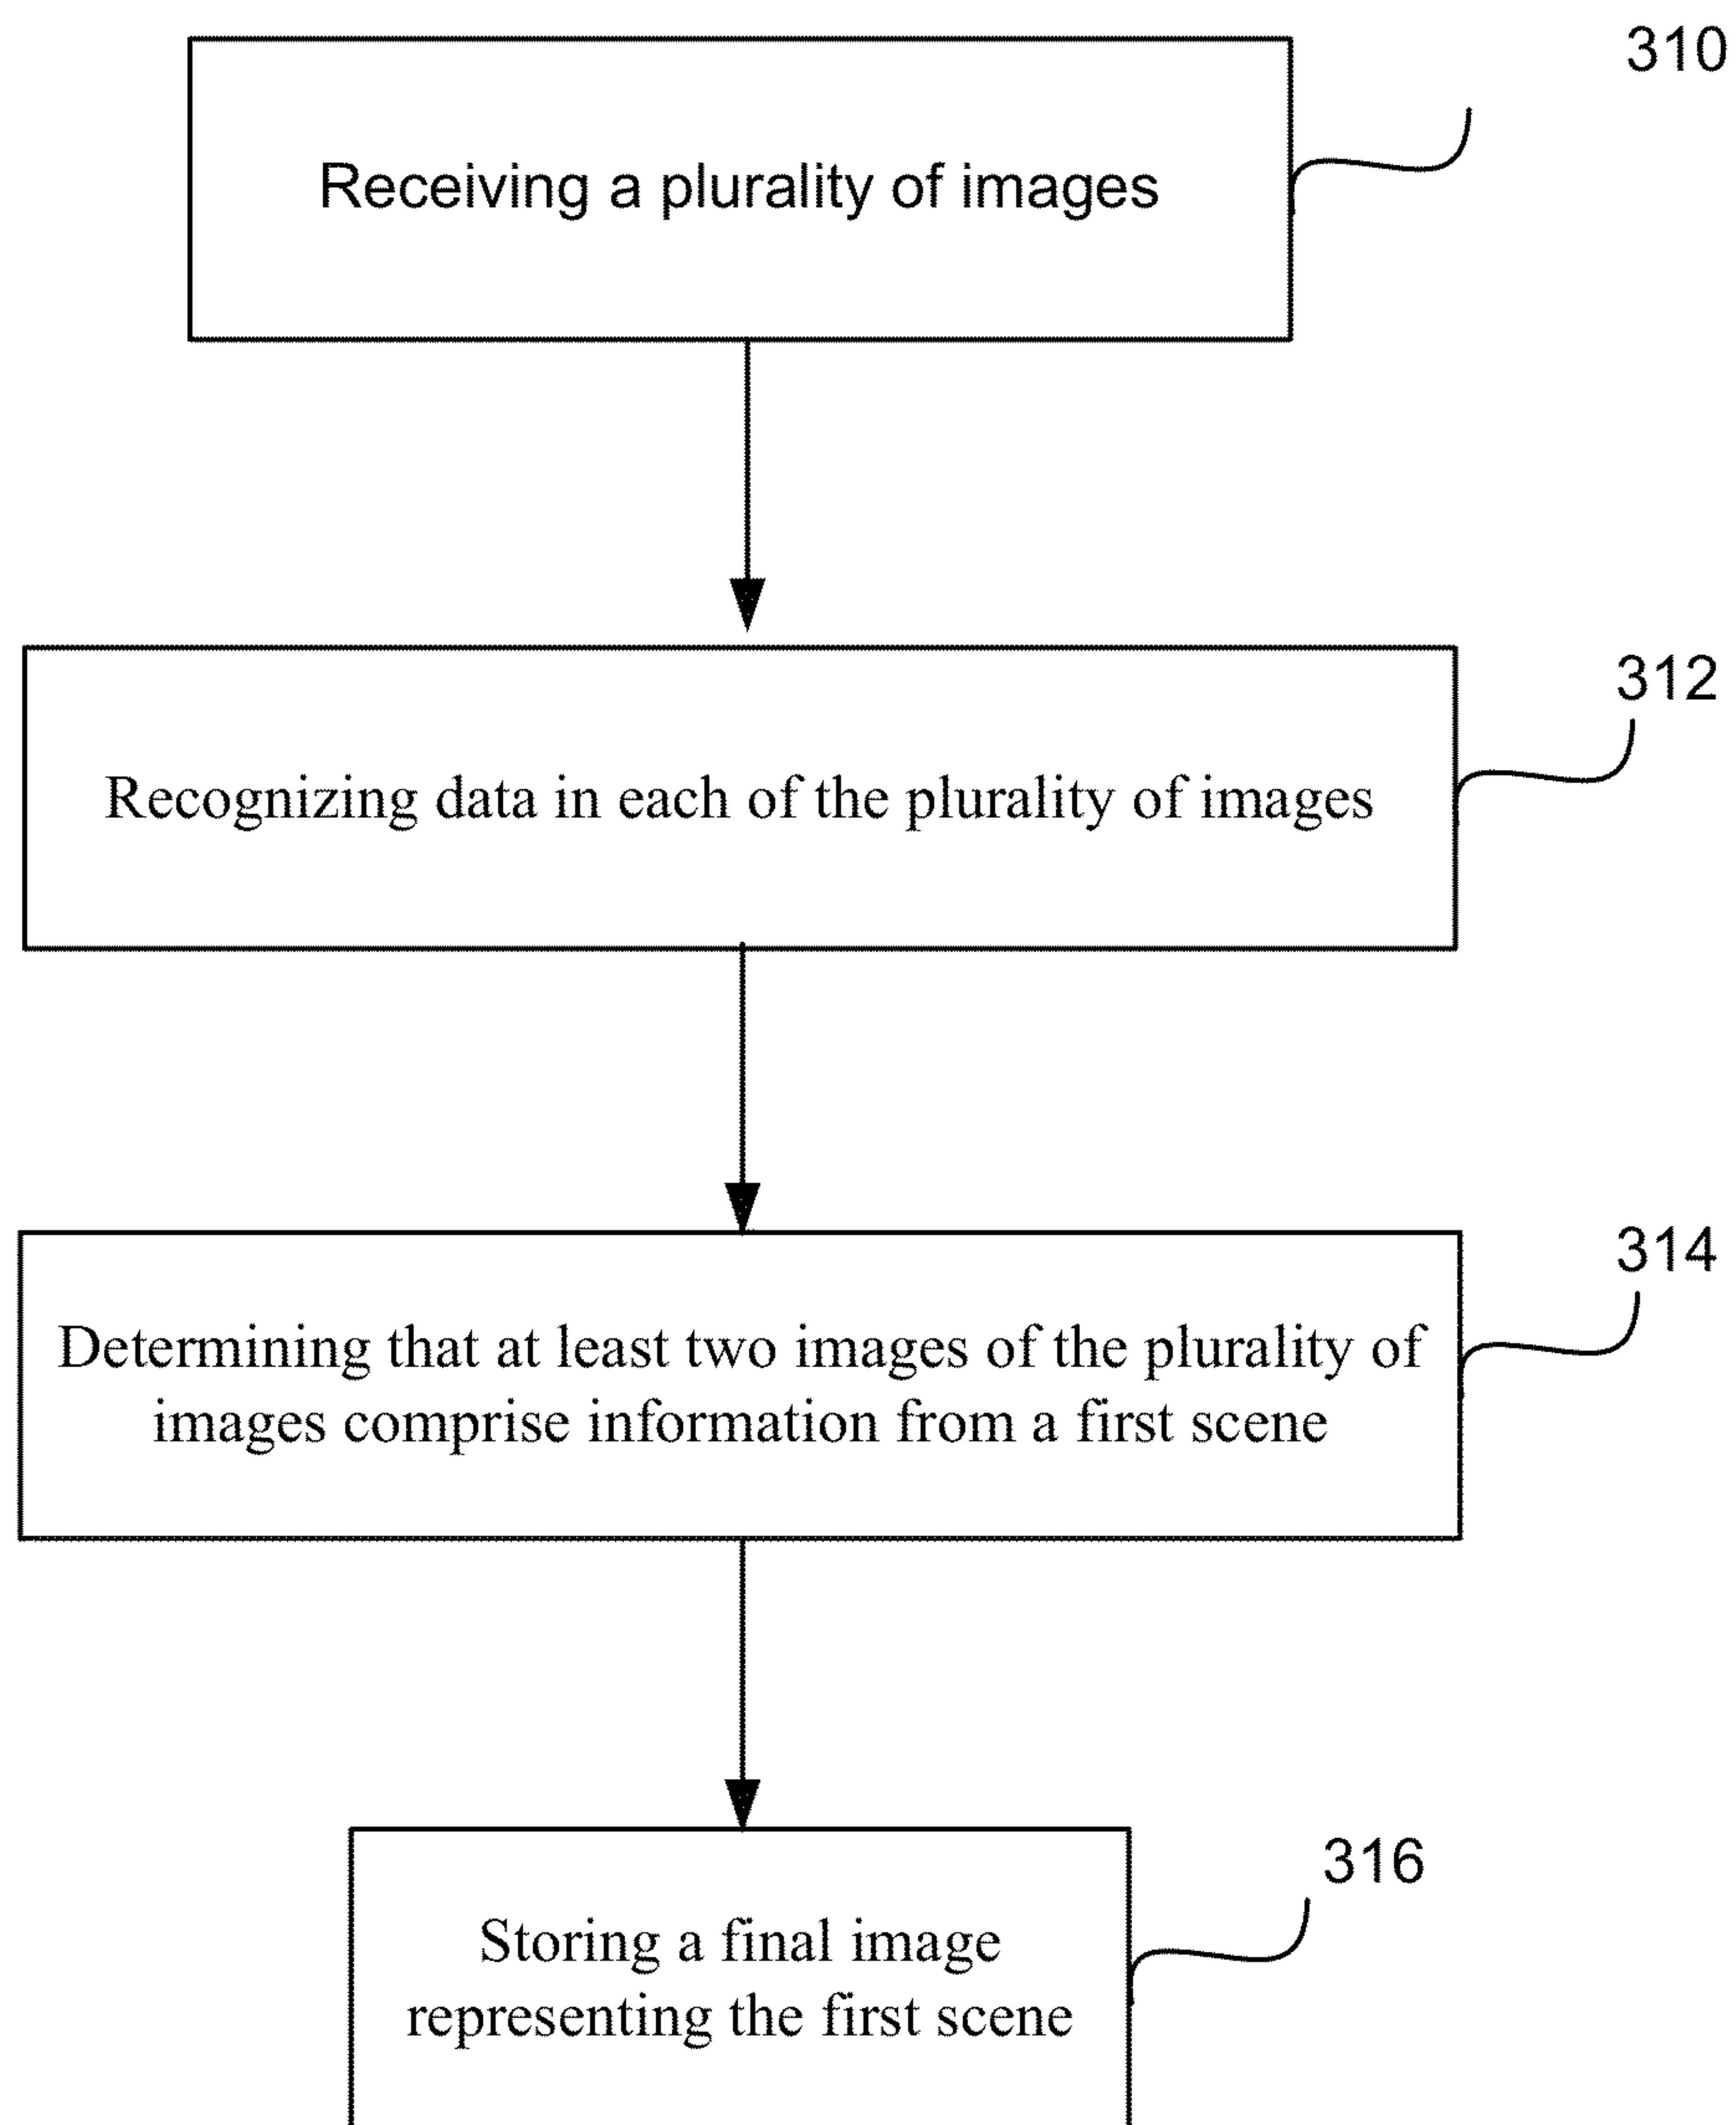 310
Receiving a plurality of images
312
Recognizing data in each of the plurality of images
314
Determining that at least two images of the plurality of
images comprise information from a first scene
316
Storing a final image
representing the first scene